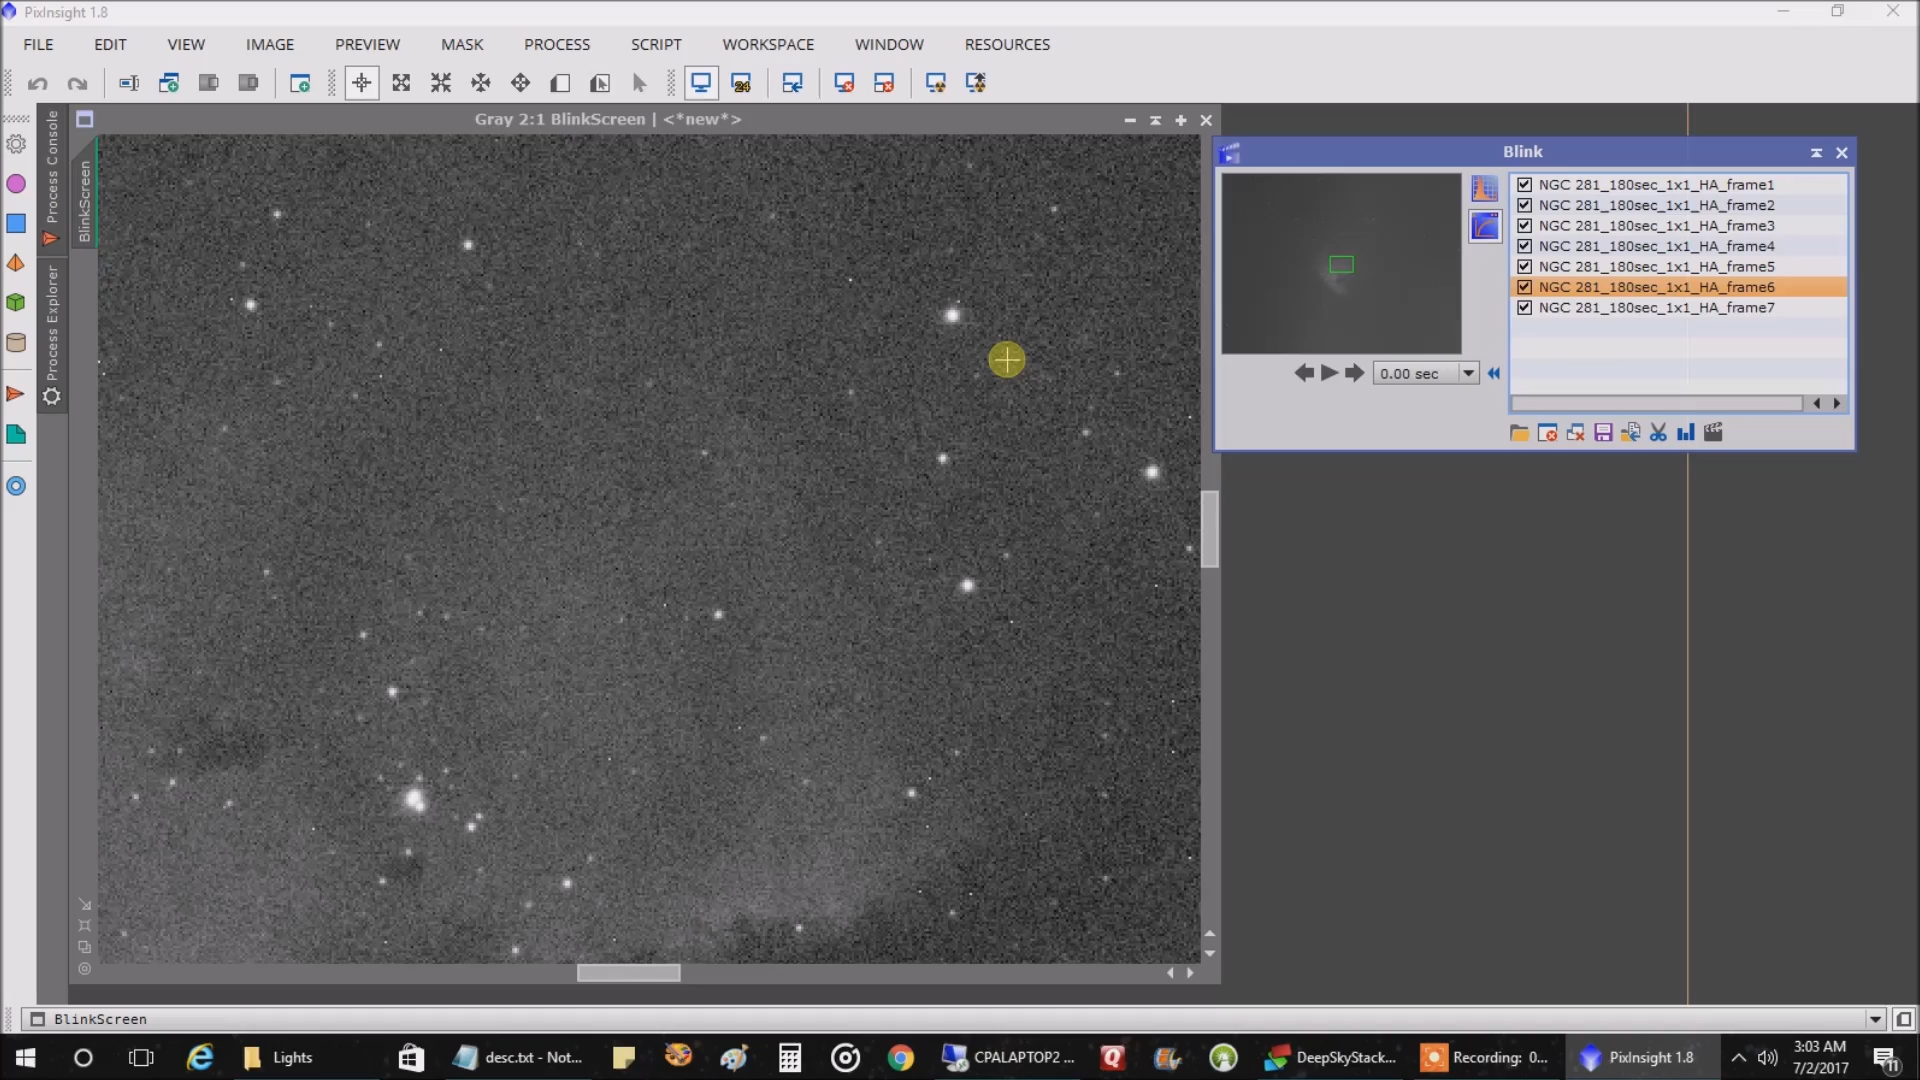 PixInsight 1.8
FILE EDIT VIEW IMAGE PREVIEW MASK PROCESS SCRIPT WORKSPACE WINDOW RESOURCES
24
Process Console
Process Explorer
BlinkScreen
Gray 2:1 BlinkScreen | <*new*>
Blink
NGC 281_180sec_1x1_HA_frame1
NGC 281_180sec_1x1_HA_frame2
NGC 281_180sec_1x1_HA_frame3
NGC 281_180sec_1x1_HA_frame4
NGC 281_180sec_1x1_HA_frame5
NGC 281_180sec_1x1_HA_frame6
NGC 281_180sec_1x1_HA_frame7
0.00 sec
BlinkScreen
Lights
desc.txt - Not...
CPALAPTOP2 ...
DeepSkyStack...
Recording: 0...
PixInsight 1.8
3:03 AM
7/2/2017
11